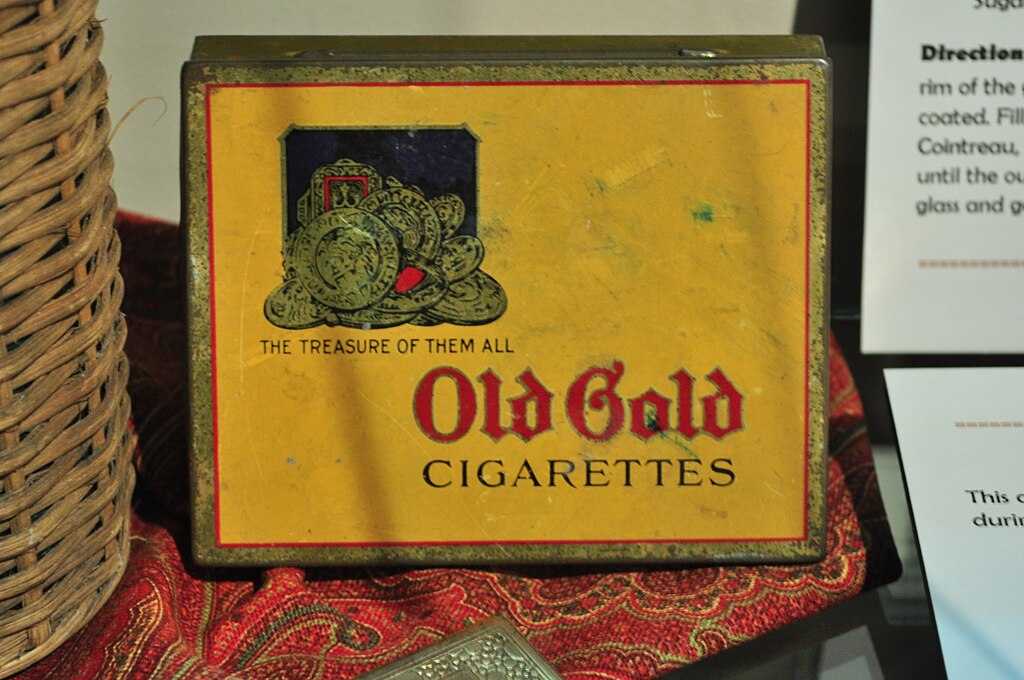 THE TREASURE OF THEM ALL
Old Gold
CIGARETTES
Direction
rim of the
coated. Fill
Cointreau,
until the ou
glass and g
This c
durin